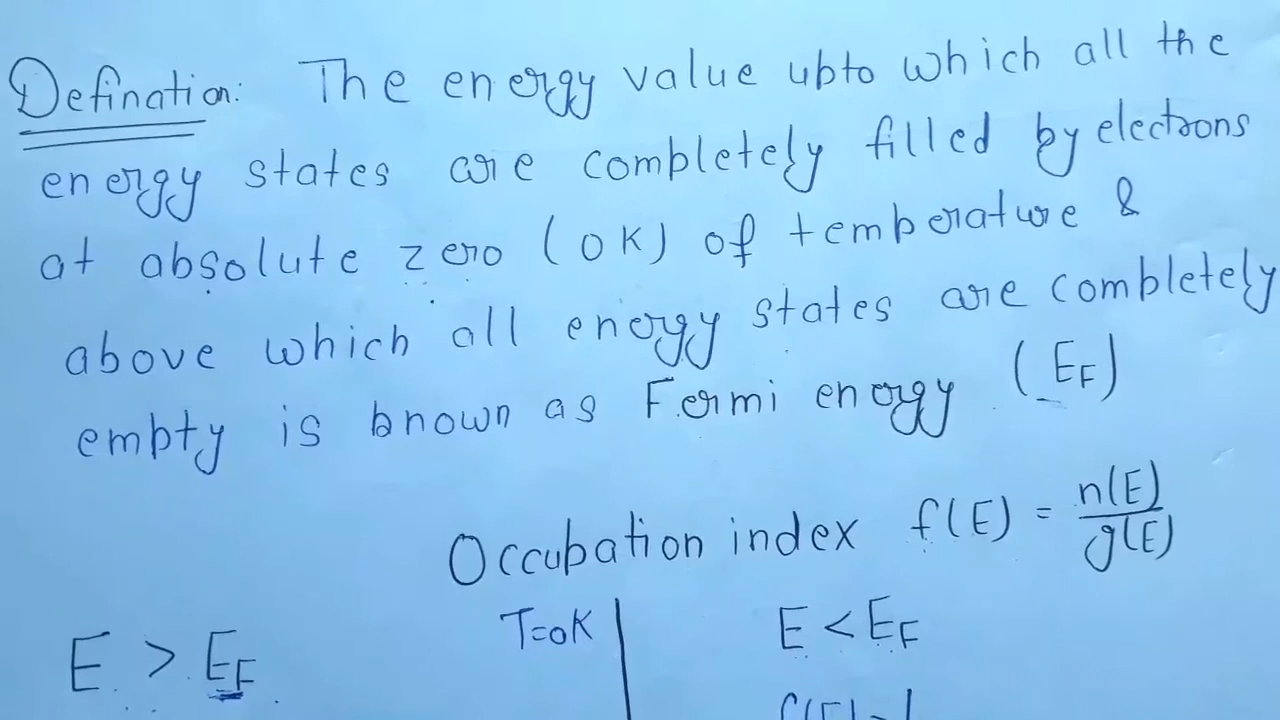 Defination: The energy value upto which all the
energy states are completely filled by electrons
at absolute zero (0K) of temperature &
above which all energy states are completely
empty is known as Fermi energy (EF)
Occupation index f(E) = n(E)/g(E)
T=0K
E < EF
E > EF
f(E)=1